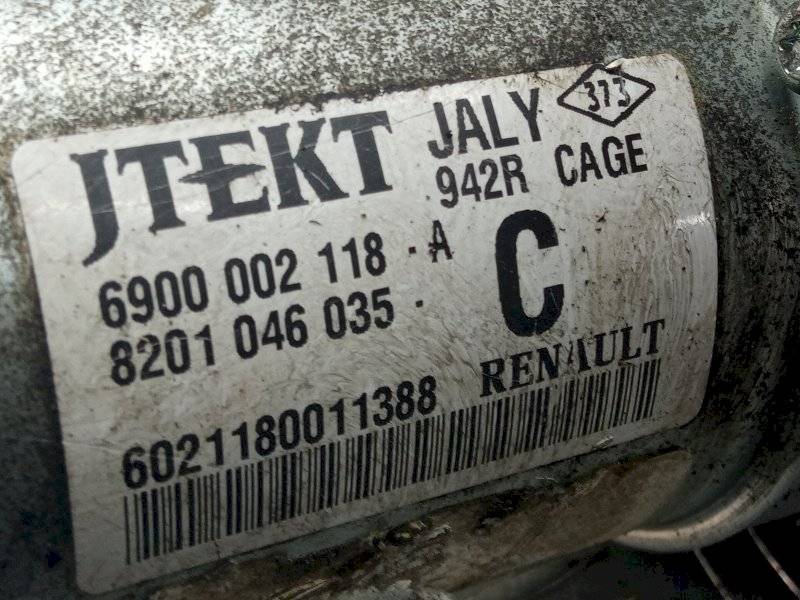 JTEKT JALY 373
942R CAGE
6900 002 118 - A
8201 046 035 -
C
RENAULT
6021180011388